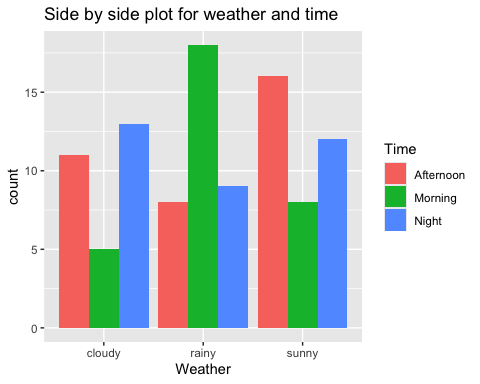 Side by side plot for weather and time
count
15
10
5
0
cloudy rainy sunny
Weather
Time
Afternoon
Morning
Night